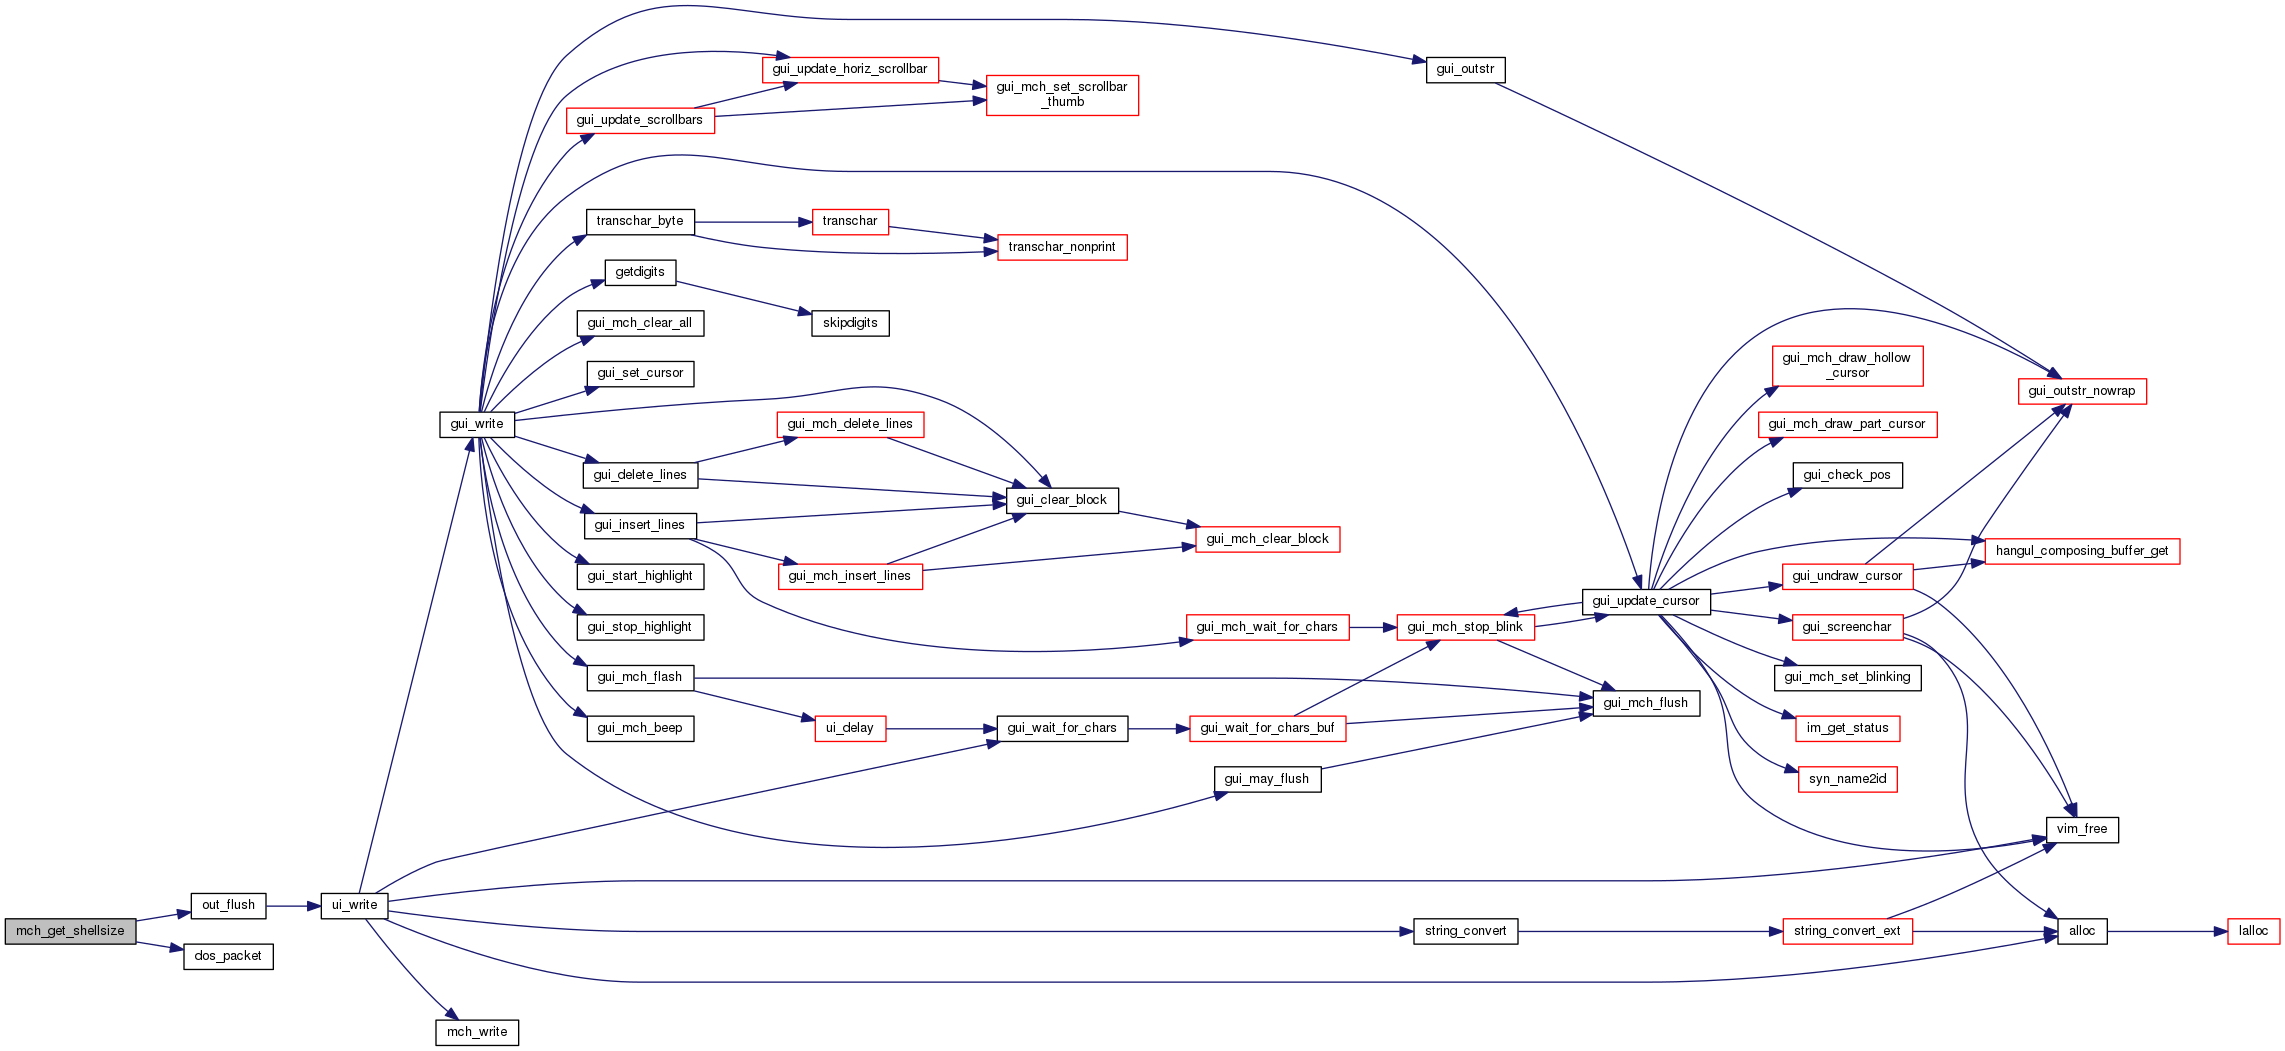 gui_outstr
gui_update_horiz_scrollbar
gui_mch_set_scrollbar
_thumb
gui_update_scrollbars
transchar_byte
transchar
transchar_nonprint
getdigits
skipdigits
gui_mch_clear_all
gui_set_cursor
gui_mch_draw_hollow
_cursor
gui_outstr_nowrap
gui_write
gui_mch_delete_lines
gui_mch_draw_part_cursor
gui_delete_lines
gui_check_pos
gui_clear_block
gui_insert_lines
gui_mch_clear_block
hangul_composing_buffer_get
gui_start_highlight
gui_mch_insert_lines
gui_undraw_cursor
gui_update_cursor
gui_stop_highlight
gui_mch_wait_for_chars
gui_mch_stop_blink
gui_screenchar
gui_mch_flash
gui_mch_set_blinking
gui_mch_flush
gui_mch_beep
ui_delay
gui_wait_for_chars
gui_wait_for_chars_buf
im_get_status
gui_may_flush
syn_name2id
vim_free
out_flush
ui_write
mch_get_shellsize
string_convert
string_convert_ext
alloc
lalloc
dos_packet
mch_write